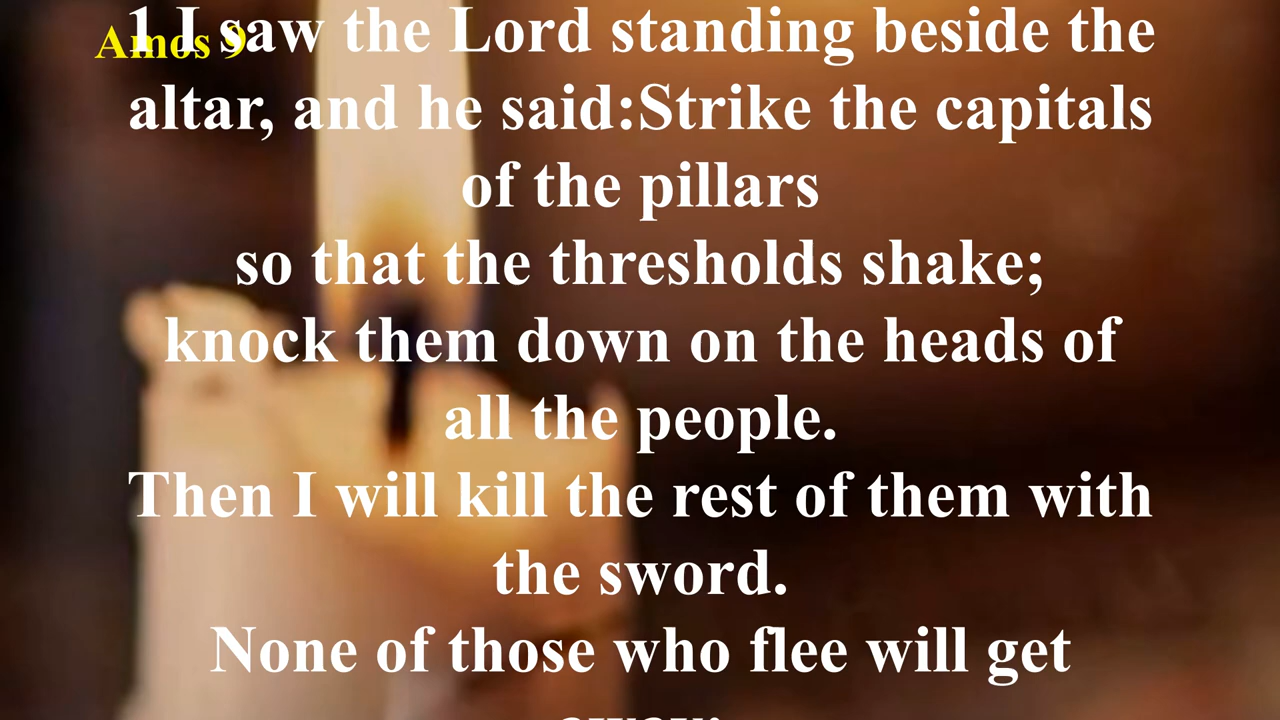 Amos 9
1 I saw the Lord standing beside the
altar, and he said:Strike the capitals
of the pillars
so that the thresholds shake;
knock them down on the heads of
all the people.
Then I will kill the rest of them with
the sword.
None of those who flee will get